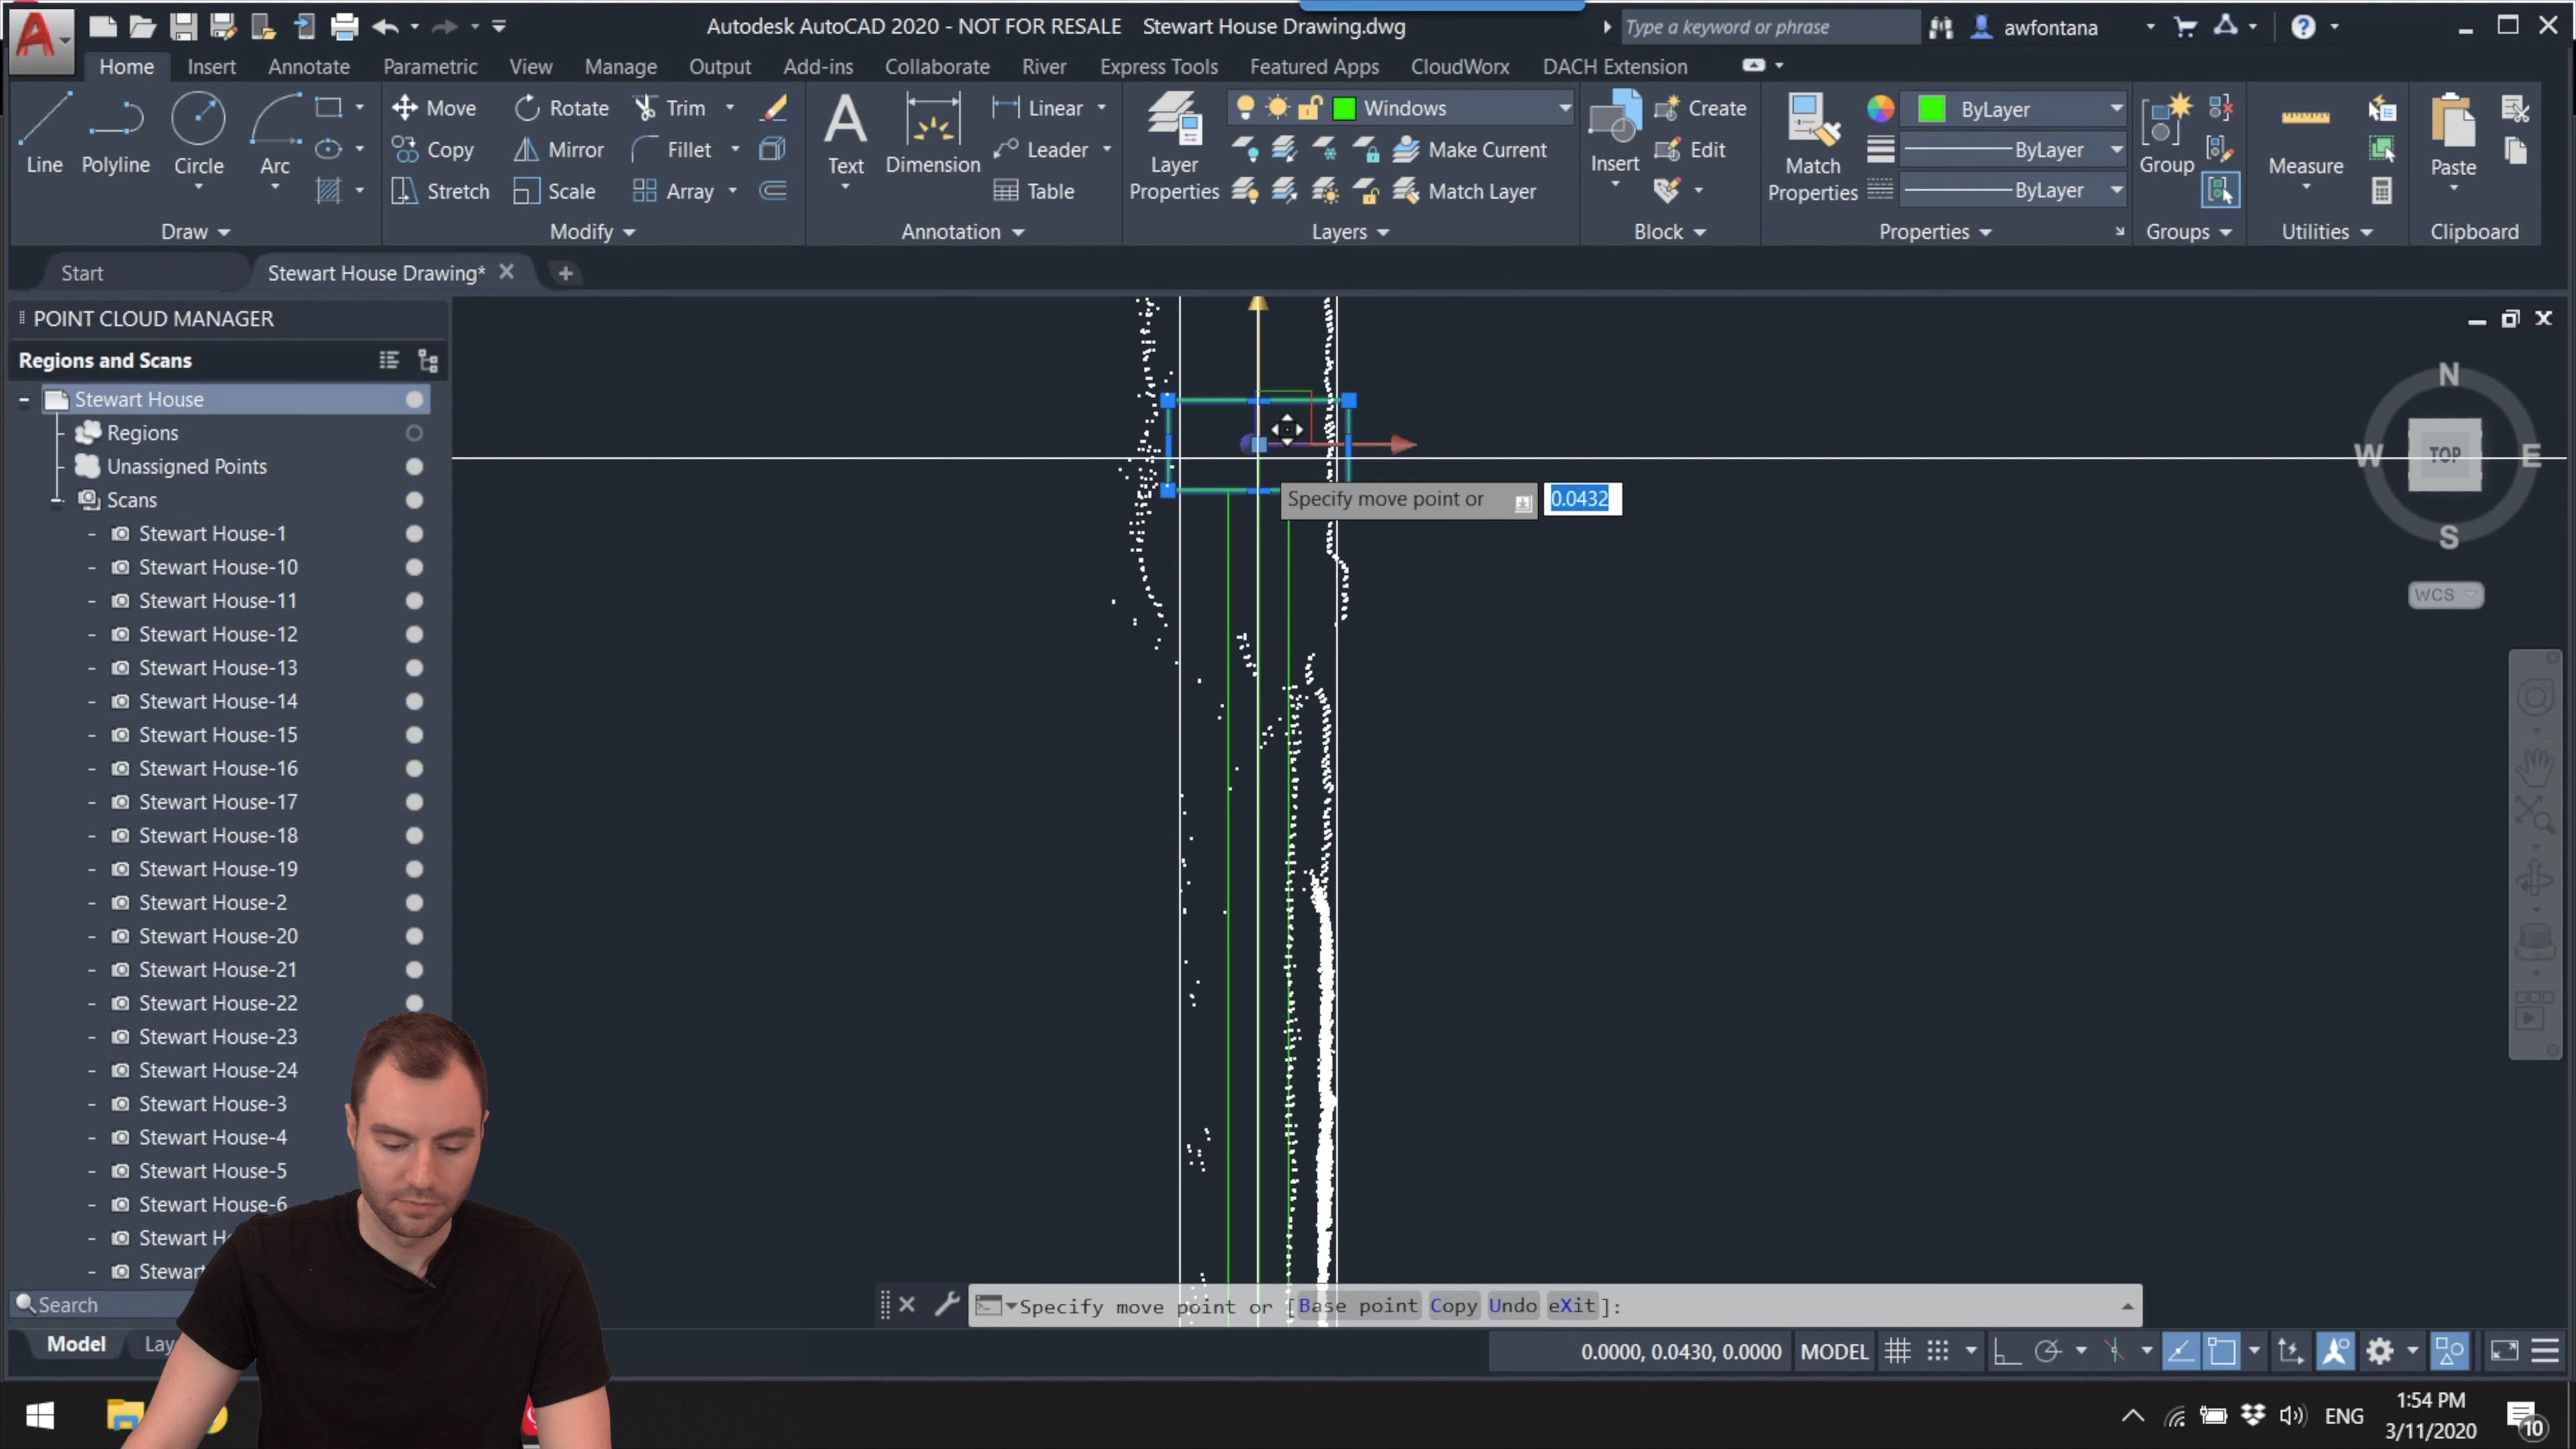 Autodesk AutoCAD 2020 - NOT FOR RESALE Stewart House Drawing.dwg
Type a keyword or phrase
awfontana
Home Insert Annotate Parametric View Manage Output Add-ins Collaborate River Express Tools Featured Apps CloudWorx DACH Extension
Line Polyline Circle Arc
Move Rotate Trim
Copy Mirror Fillet
Stretch Scale Array
Text Dimension
Linear
Leader
Table
Layer Properties
Windows
Make Current
Match Layer
Insert
Create
Edit
Match Properties
ByLayer
ByLayer
ByLayer
Group
Measure
Paste
Draw Modify Annotation Layers Block Properties Groups Utilities Clipboard
Start Stewart House Drawing*
POINT CLOUD MANAGER
Regions and Scans
Stewart House
Regions
Unassigned Points
Scans
Stewart House-1
Stewart House-10
Stewart House-11
Stewart House-12
Stewart House-13
Stewart House-14
Stewart House-15
Stewart House-16
Stewart House-17
Stewart House-18
Stewart House-19
Stewart House-2
Stewart House-20
Stewart House-21
Stewart House-22
Stewart House-23
Stewart House-24
Stewart House-3
Stewart House-4
Stewart House-5
Stewart House-6
Stewart
Search
N
W TOP E
S
WCS
Specify move point or 0.0432
Specify move point or [Base point Copy Undo eXit]:
Model
0.0000, 0.0430, 0.0000 MODEL
ENG
1:54 PM
3/11/2020
10